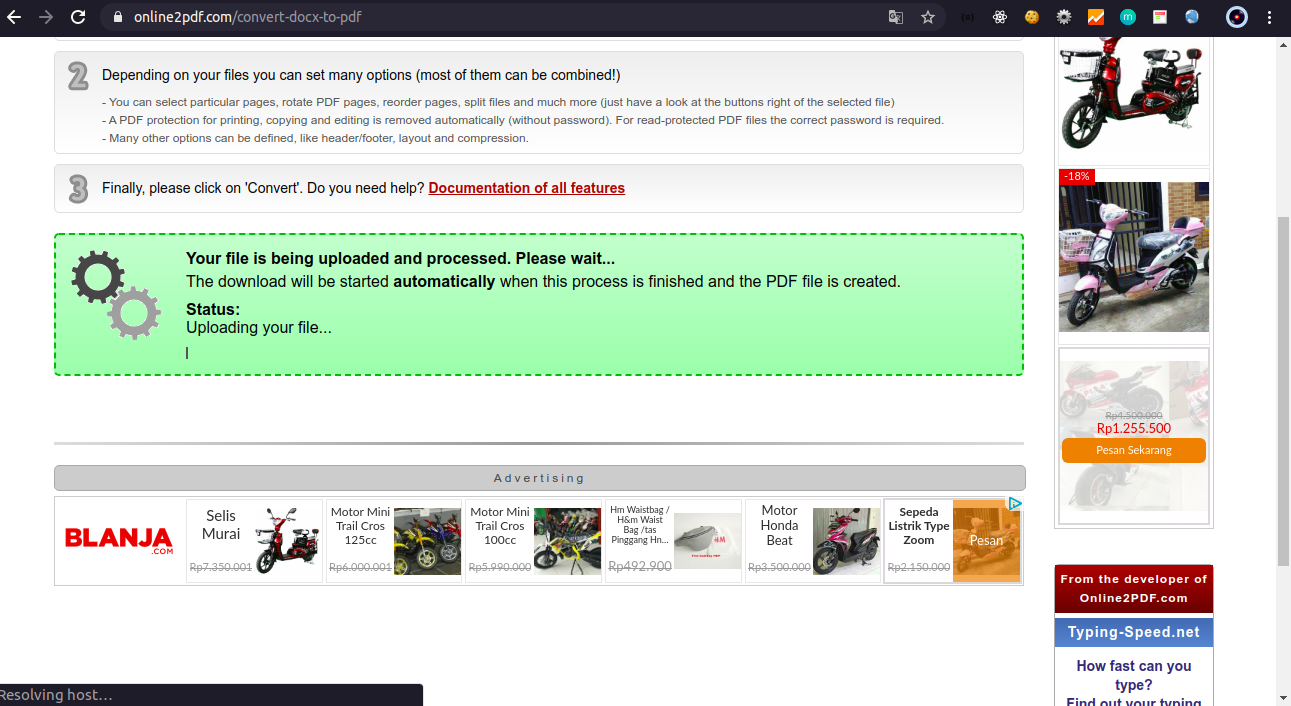 online2pdf.com/convert-docx-to-pdf
2
Depending on your files you can set many options (most of them can be combined!)
- You can select particular pages, rotate PDF pages, reorder pages, split files and much more (just have a look at the buttons right of the selected file)
- A PDF protection for printing, copying and editing is removed automatically (without password). For read-protected PDF files the correct password is required.
- Many other options can be defined, like header/footer, layout and compression.
3
Finally, please click on 'Convert'. Do you need help? Documentation of all features
Your file is being uploaded and processed. Please wait...
The download will be started automatically when this process is finished and the PDF file is created.
Status:
Uploading your file...
Advertising
BLANJA
.COM
Selis
Murai
Rp7.350.001
Motor Mini
Trail Cros
125cc
Rp6.000.001
Motor Mini
Trail Cros
100cc
Rp5.990.000
Hm Waistbag /
H&m Waist
Bag /tas
Pinggang Hn...
Rp492.900
Motor
Honda
Beat
Rp3.500.000
Sepeda
Listrik Type
Zoom
Rp2.150.000
Pesan
-18%
Rp4.500.000
Rp1.255.500
Pesan Sekarang
From the developer of
Online2PDF.com
Typing-Speed.net
How fast can you
type?
Find out your typing
Resolving host...